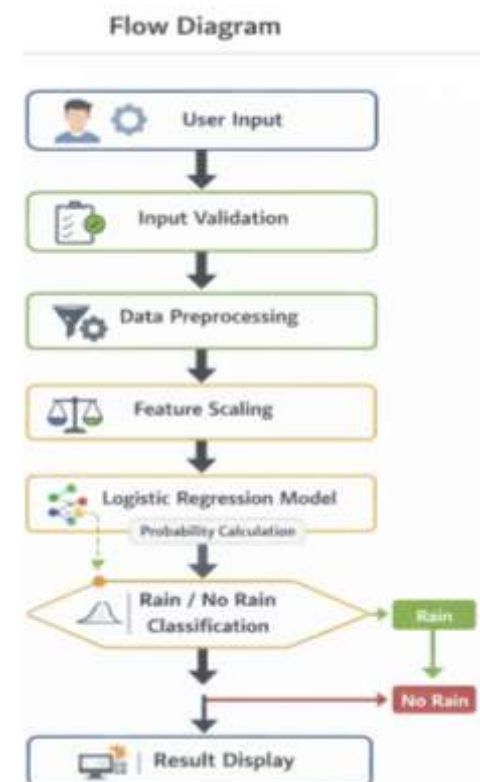 Flow Diagram
User Input
Input Validation
Data Preprocessing
Feature Scaling
Logistic Regression Model
Probability Calculation
Rain / No Rain
Classification
Rain
No Rain
Result Display